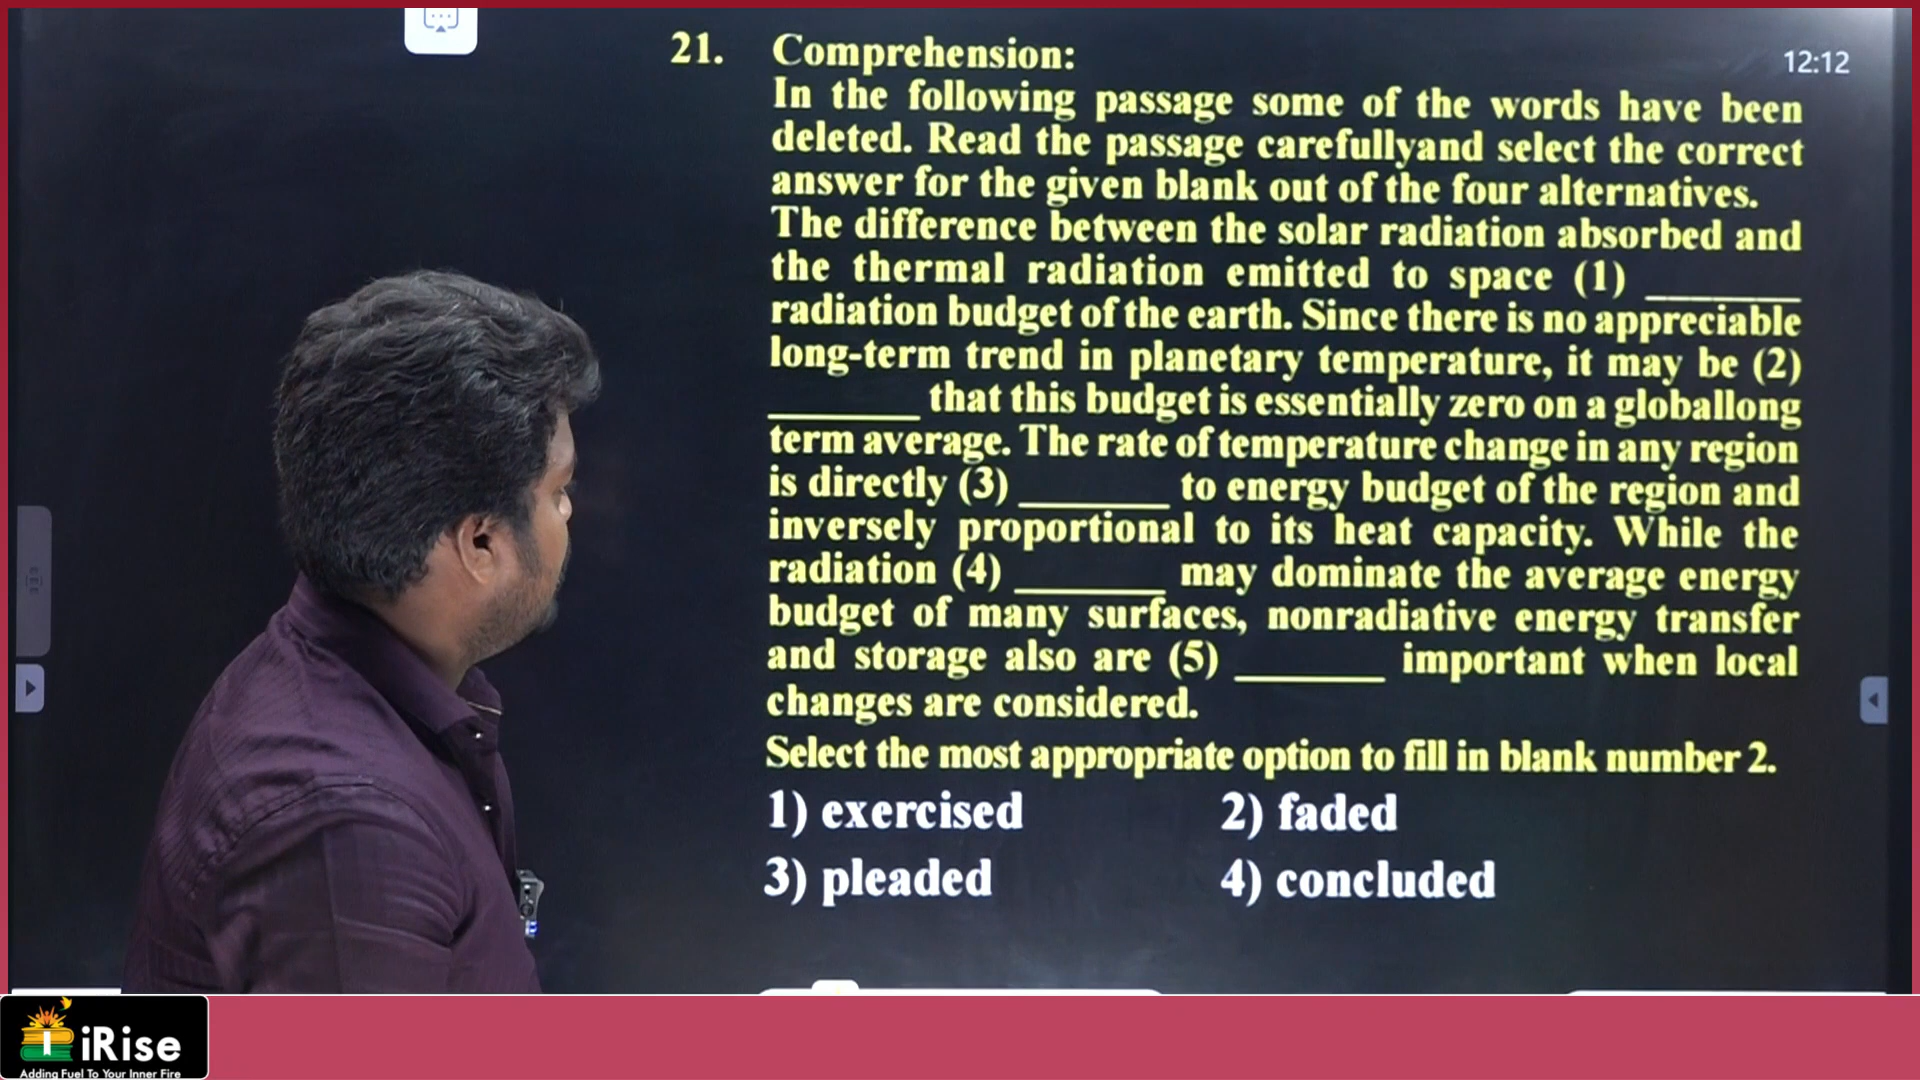 21. Comprehension:
12:12
In the following passage some of the words have been
deleted. Read the passage carefullyand select the correct
answer for the given blank out of the four alternatives.
The difference between the solar radiation absorbed and
the thermal radiation emitted to space (1) ________
radiation budget of the earth. Since there is no appreciable
long-term trend in planetary temperature, it may be (2)
________ that this budget is essentially zero on a globallong
term average. The rate of temperature change in any region
is directly (3) ________ to energy budget of the region and
inversely proportional to its heat capacity. While the
radiation (4) ________ may dominate the average energy
budget of many surfaces, nonradiative energy transfer
and storage also are (5) ________ important when local
changes are considered.
Select the most appropriate option to fill in blank number 2.
1) exercised 2) faded
3) pleaded 4) concluded
iRise
Adding Fuel To Your Inner Fire